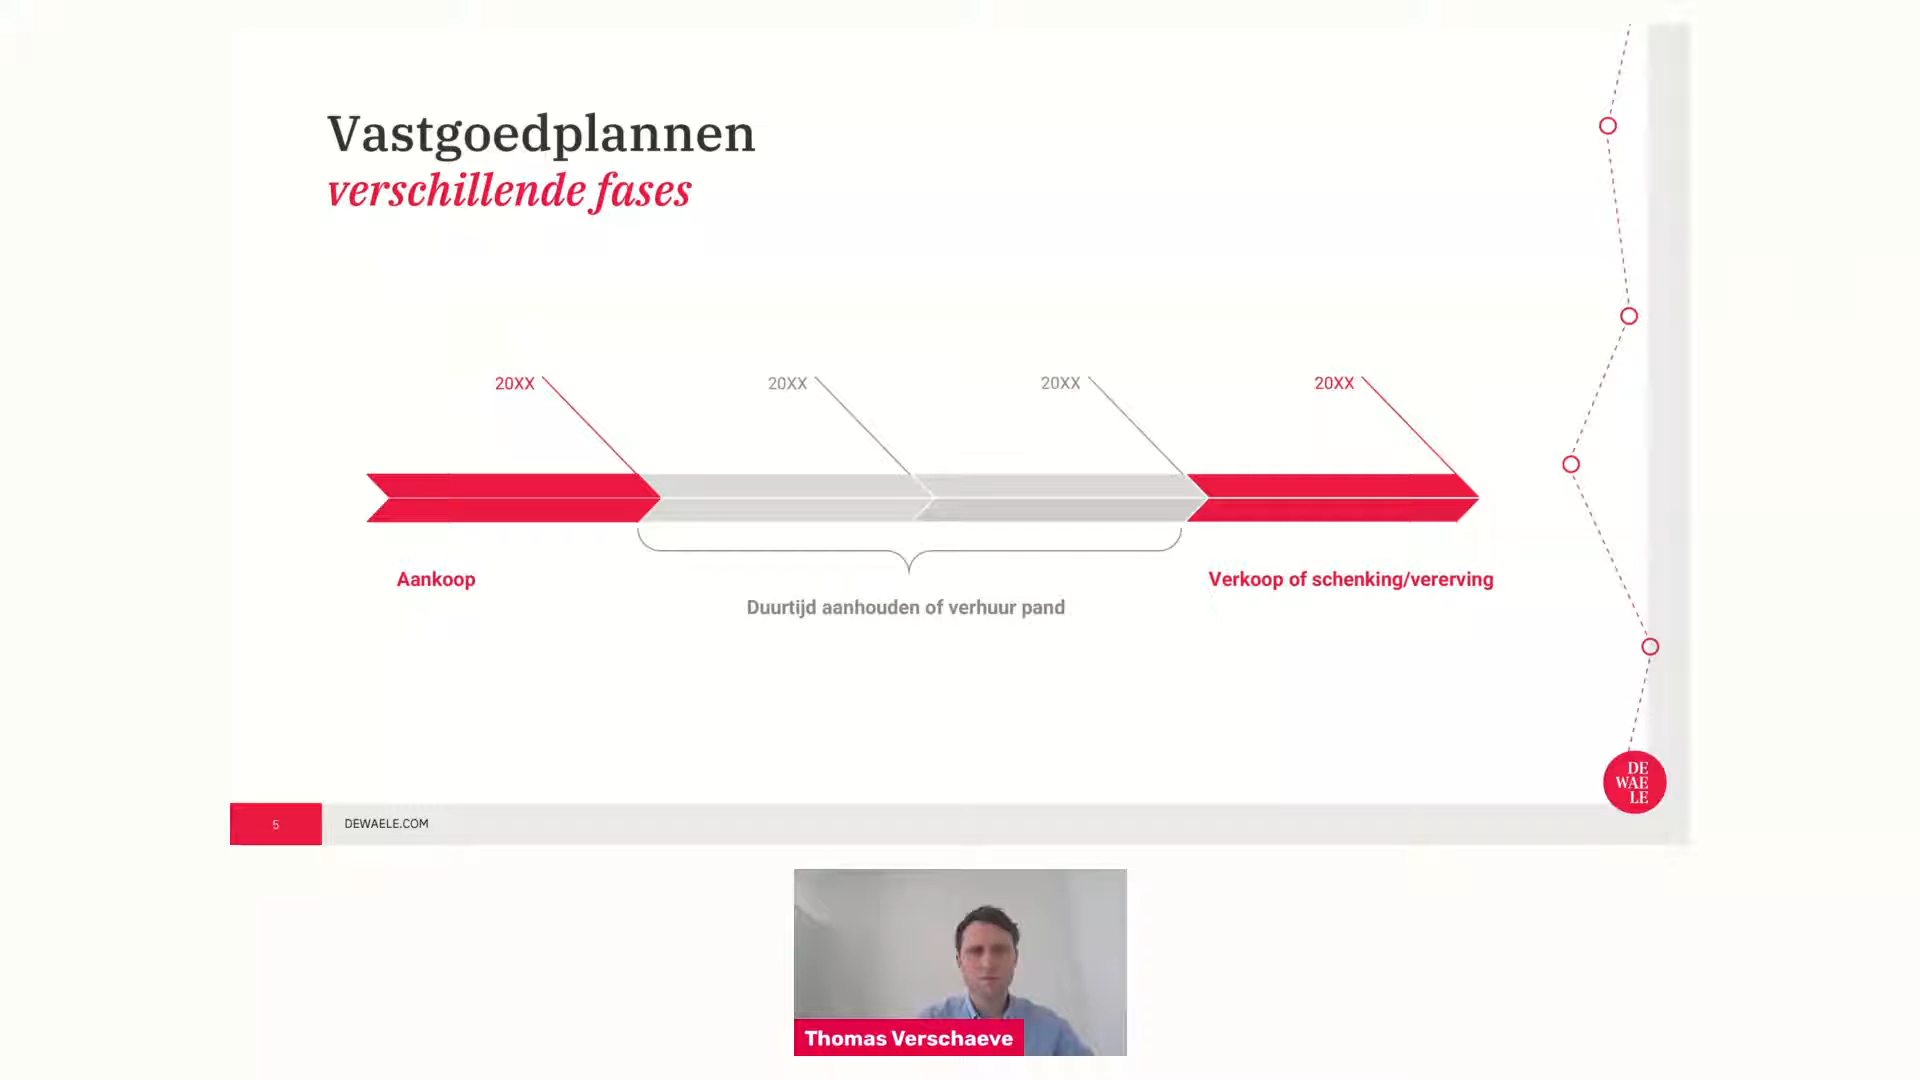 Vastgoedplannen
verschillende fases
20XX
20XX
20XX
20XX
Aankoop
Duurtijd aanhouden of verhuur pand
Verkoop of schenking/vererving
DE
WAE
LE
5
DEWAELE.COM
Thomas Verschaeve